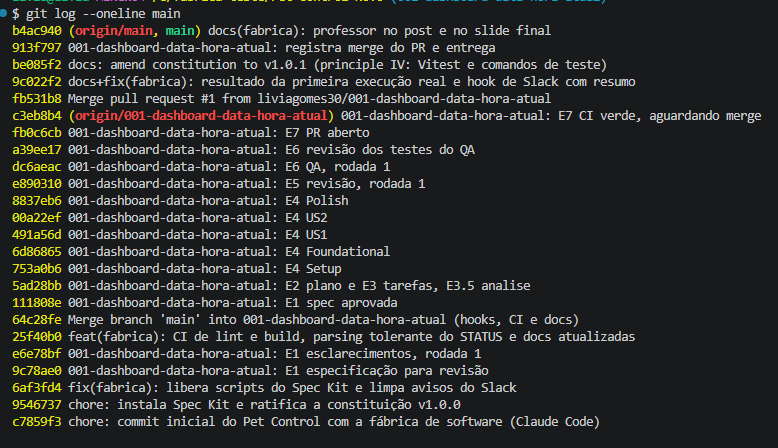 $ git log --oneline main
b4ac940 (origin/main, main) docs(fabrica): professor no post e no slide final
913f797 001-dashboard-data-hora-atual: registra merge do PR e entrega
be085f2 docs: amend constitution to v1.0.1 (principle IV: Vitest e comandos de teste)
9c022f2 docs+fix(fabrica): resultado da primeira execução real e hook de Slack com resumo
fb531b8 Merge pull request #1 from liviagomes30/001-dashboard-data-hora-atual
c3eb8b4 (origin/001-dashboard-data-hora-atual) 001-dashboard-data-hora-atual: E7 CI verde, aguardando merge
fb0c6cb 001-dashboard-data-hora-atual: E7 PR aberto
a39ee17 001-dashboard-data-hora-atual: E6 revisão dos testes do QA
dc6aeac 001-dashboard-data-hora-atual: E6 QA, rodada 1
e890310 001-dashboard-data-hora-atual: E5 revisão, rodada 1
8837eb6 001-dashboard-data-hora-atual: E4 Polish
00a22ef 001-dashboard-data-hora-atual: E4 US2
491a56d 001-dashboard-data-hora-atual: E4 US1
6d86865 001-dashboard-data-hora-atual: E4 Foundational
753a0b6 001-dashboard-data-hora-atual: E4 Setup
5ad28bb 001-dashboard-data-hora-atual: E2 plano e E3 tarefas, E3.5 analise
111808e 001-dashboard-data-hora-atual: E1 spec aprovada
64c28fe Merge branch 'main' into 001-dashboard-data-hora-atual (hooks, CI e docs)
25f40b0 feat(fabrica): CI de lint e build, parsing tolerante do STATUS e docs atualizadas
e6e78bf 001-dashboard-data-hora-atual: E1 esclarecimentos, rodada 1
9c78ae0 001-dashboard-data-hora-atual: E1 especificação para revisão
6af3fd4 fix(fabrica): libera scripts do Spec Kit e limpa avisos do Slack
9546737 chore: instala Spec Kit e ratifica a constituição v1.0.0
c7859f3 chore: commit inicial do Pet Control com a fábrica de software (Claude Code)